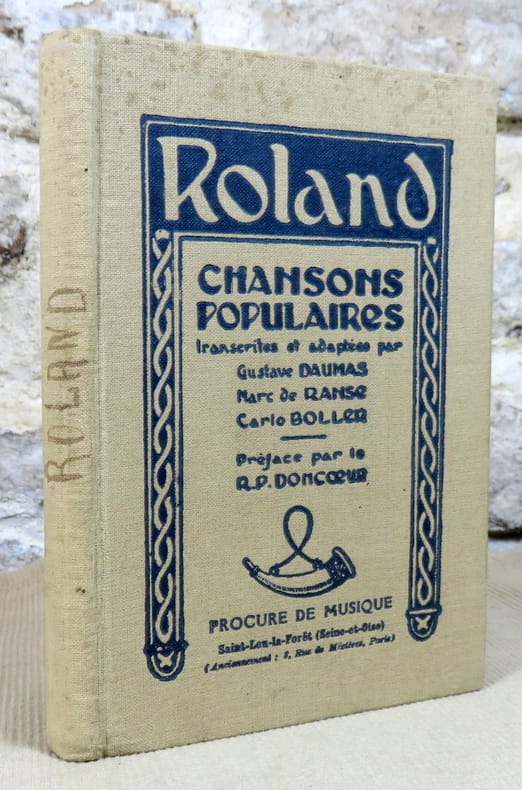 ROLAND
Roland
CHANSONS
POPULAIRES
Transcrites et adaptées par
Gustave DAUMAS
Marc de RANSE
Carlo BOLLER
Préface par le
R.P. DONCŒUR
PROCURE DE MUSIQUE
Saint-Leu-la-Forêt (Seine-et-Oise)
(Anciennement : 3, Rue de Mézières, Paris)